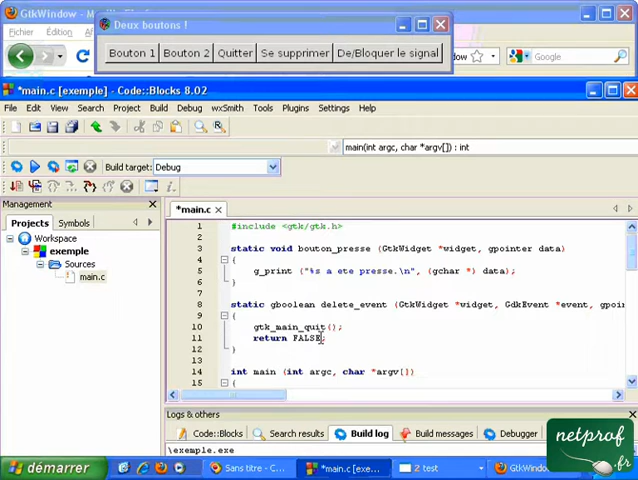 GtkWindow
Deux boutons !
Fichier
Bouton 1 Bouton 2 Quitter Se supprimer De/Bloquer le signal
Google
*main.c [exemple] - Code::Blocks 8.02
File Edit View Search Project Build Debug wxSmith Tools Plugins Settings Help
main(int argc, char *argv[]) : int
Build target: Debug
Management
Projects Symbols
Workspace
exemple
Sources
main.c
*main.c
1 #include <gtk/gtk.h>
2
3 static void bouton_presse (GtkWidget *widget, gpointer data)
4 {
5 g_print ("%s a ete presse.\n", (gchar *) data);
6 }
7
8 static gboolean delete_event (GtkWidget *widget, GdkEvent *event, gpoin
9 {
10 gtk_main_quit();
11 return FALSE;
12 }
13
14 int main (int argc, char *argv[])
15 {
Logs & others
Code::Blocks Search results Build log Build messages Debugger
\exemple.exe
démarrer Sans titre - ... *main.c [exe... 2 test GtkWindow
netprof
.fr